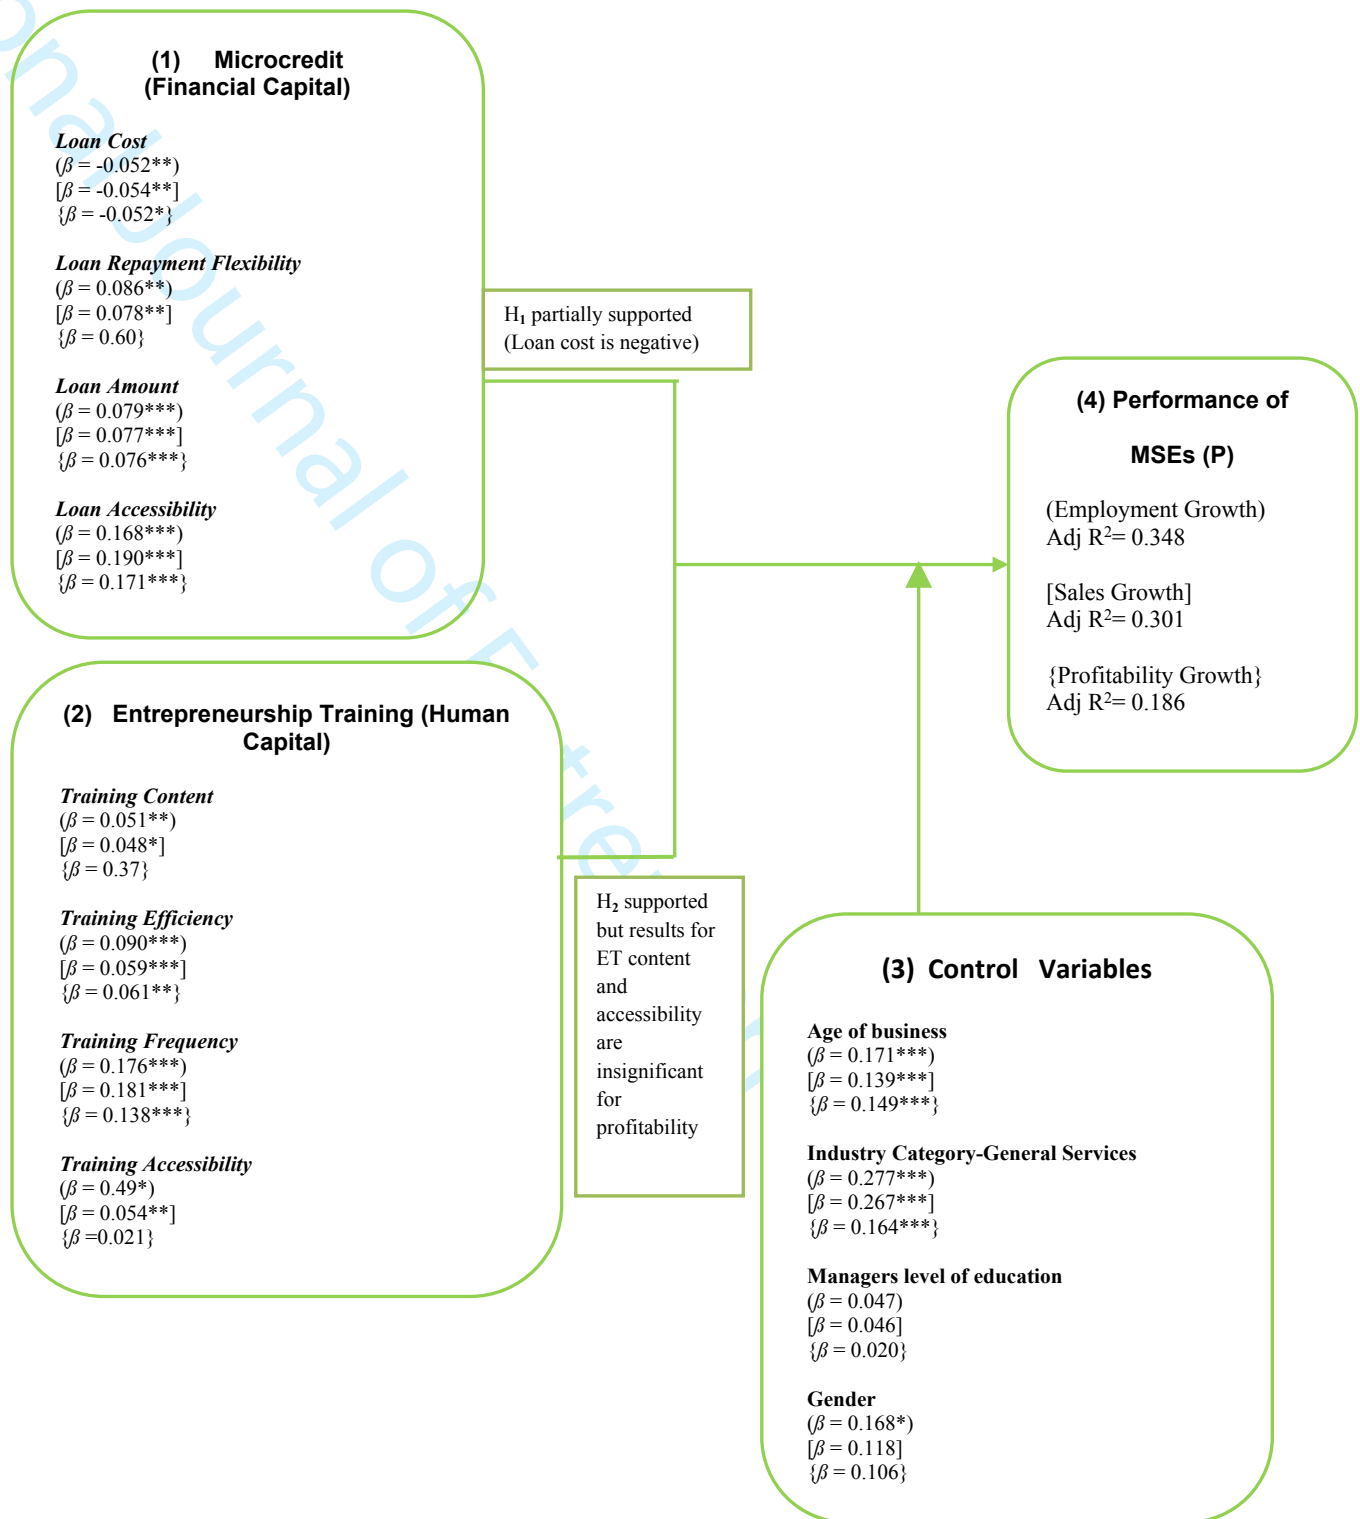 (1) Microcredit
(Financial Capital)
Loan Cost
(β = -0.052**)
[β = -0.054**]
{β = -0.052*}
Loan Repayment Flexibility
(β = 0.086**)
[β = 0.078**]
{β = 0.60}
Loan Amount
(β = 0.079***)
[β = 0.077***]
{β = 0.076***}
Loan Accessibility
(β = 0.168***)
[β = 0.190***]
{β = 0.171***}
H1 partially supported
(Loan cost is negative)
(4) Performance of
MSEs (P)
(Employment Growth)
Adj R²= 0.348
[Sales Growth]
Adj R²= 0.301
{Profitability Growth}
Adj R²= 0.186
(2) Entrepreneurship Training (Human
Capital)
Training Content
(β = 0.051**)
[β = 0.048*]
{β = 0.37}
Training Efficiency
(β = 0.090***)
[β = 0.059***]
{β = 0.061**}
Training Frequency
(β = 0.176***)
[β = 0.181***]
{β = 0.138***}
Training Accessibility
(β = 0.49*)
[β = 0.054**]
{β =0.021}
H2 supported
but results for
ET content
and
accessibility
are
insignificant
for
profitability
(3) Control Variables
Age of business
(β = 0.171***)
[β = 0.139***]
{β = 0.149***}
Industry Category-General Services
(β = 0.277***)
[β = 0.267***]
{β = 0.164***}
Managers level of education
(β = 0.047)
[β = 0.046]
{β = 0.020}
Gender
(β = 0.168*)
[β = 0.118]
{β = 0.106}
onal Journal of